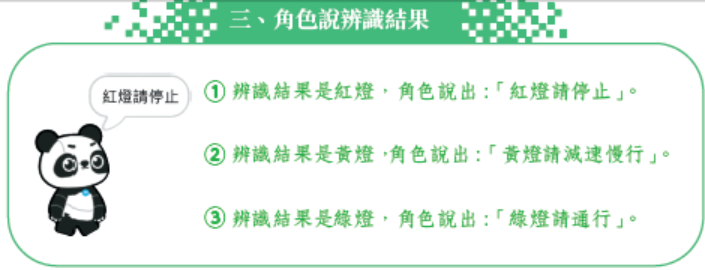 三、角色說辨識結果
紅燈請停止
① 辨識結果是紅燈，角色說出：「紅燈請停止」。
② 辨識結果是黃燈，角色說出：「黃燈請減速慢行」。
③ 辨識結果是綠燈，角色說出：「綠燈請通行」。